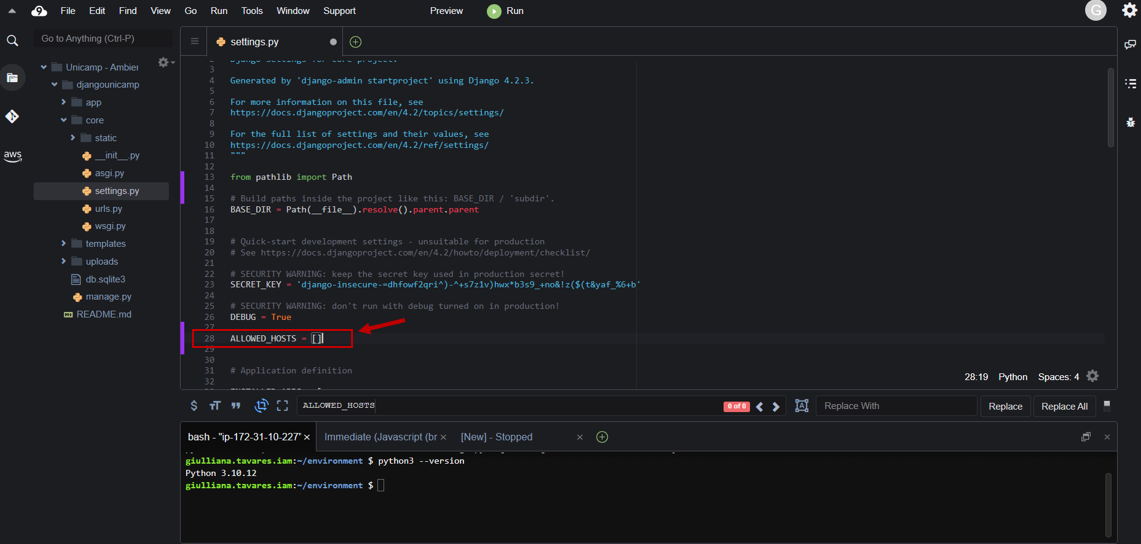 9 File Edit Find View Go Run Tools Window Support Preview Run G
Go to Anything (Ctrl-P)
settings.py
Unicamp - Ambier
djangounicamp
app
core
static
__init__.py
asgi.py
settings.py
urls.py
wsgi.py
templates
uploads
db.sqlite3
manage.py
README.md
aws
2 Django settings for core project.
3
4 Generated by 'django-admin startproject' using Django 4.2.3.
5
6 For more information on this file, see
7 https://docs.djangoproject.com/en/4.2/topics/settings/
8
9 For the full list of settings and their values, see
10 https://docs.djangoproject.com/en/4.2/ref/settings/
11 """
12
13 from pathlib import Path
14
15 # Build paths inside the project like this: BASE_DIR / 'subdir'.
16 BASE_DIR = Path(__file__).resolve().parent.parent
17
18
19 # Quick-start development settings - unsuitable for production
20 # See https://docs.djangoproject.com/en/4.2/howto/deployment/checklist/
21
22 # SECURITY WARNING: keep the secret key used in production secret!
23 SECRET_KEY = 'django-insecure-=dhfowf2qri^)-^+s7z1v)hwx*b3s9_+no&!z($(t&yaf_%6+b'
24
25 # SECURITY WARNING: don't run with debug turned on in production!
26 DEBUG = True
27
28 ALLOWED_HOSTS = []
29
30
31 # Application definition
32
28:19 Python Spaces: 4
$ ALLOWED_HOSTS 0 of 0 Replace With Replace Replace All
bash - "ip-172-31-10-227" Immediate (Javascript (br [New] - Stopped
giulliana.tavares.iam:~/environment $ python3 --version
Python 3.10.12
giulliana.tavares.iam:~/environment $